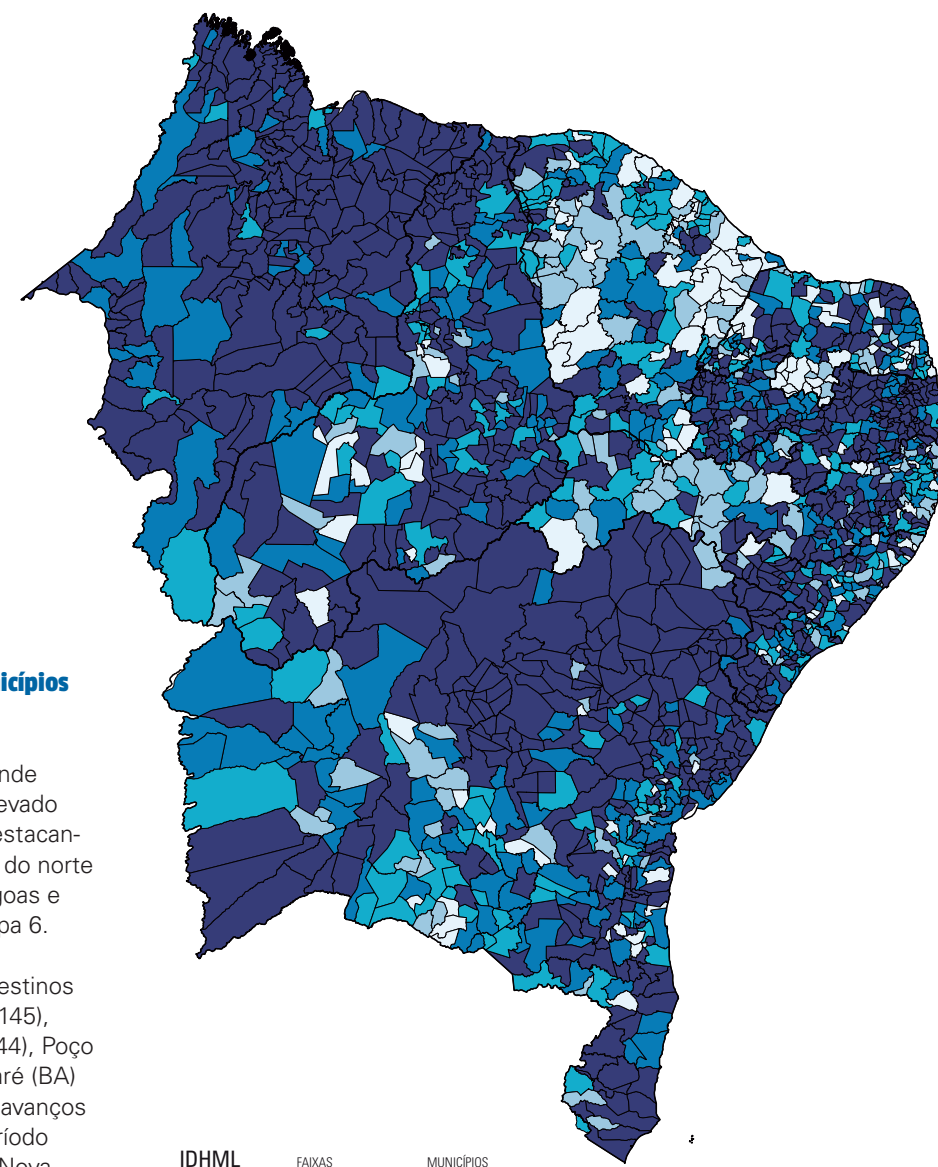 icípios
nde
evado
estacan-
do norte
goas e
pa 6.
estinos
145),
44), Poço
aré (BA)
avanços
ríodo
Nova
IDHML FAIXAS MUNICÍPIOS